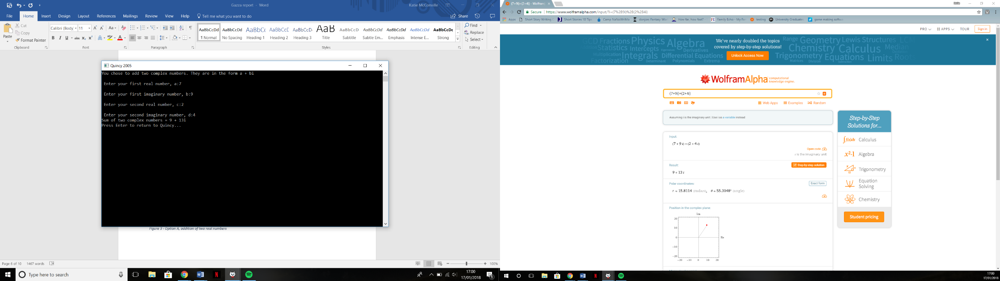 Gazza report - Word
Katie McConville
File Home Insert Design Layout References Mailings Review View Help Tell me what you want to do
Share
Paste
Cut
Copy
Format Painter
Clipboard
Calibri (Body) 11
Font
Paragraph
AaBbCcDd AaBbCcDd AaBbCc AaBbCcD AaBbCcD AaB AaBbCcD AaBbCcDd AaBbCcDd AaBbCcDd AaBbCcDc
¶ Normal No Spacing Heading 1 Heading 2 Heading 3 Title Subtitle Subtle Em... Emphasis Intense E... Strong
Styles
Find
Replace
Select
Editing
Quincy 2005
You chose to add two complex numbers. They are in the form a + bi
Enter your first real number, a:7
Enter your first imaginary number, b:9
Enter your second real number, c:2
Enter your second imaginary number, d:4
Sum of two complex numbers = 9 + 13i
Press Enter to return to Quincy...
Figure 3 - Option A, addition of two real numbers
Page 6 of 10 1467 words
100%
Type here to search
17:00
17/01/2018
(7+9i)+(2+4i) - Wolfram
Secure https://www.wolframalpha.com/input/?i=(7%2B9i)%2B(2%2B4i)
Apps Short Story Writing Short Stories 10 Tips Camp NaNoWriMo donjon; Fantasy Wor How far, how fast? - Family Echo - My Fa testing University Graduates game making softwa
PRO APPS TOUR Sign in
GCD Fractions Physics Algebra
Statistics Intercepts Eigenvalues Derivatives
Multiplication Integrals Differential Equations
Factorization Determinant Polynomials Extrema
We've nearly doubled the topics
covered by step-by-step solutions!
Unlock Access Now
Range Geometry Lewis Structures LCM
Chemistry Calculus Median
Trigonometry Equations Limits Roots
Matrices Division Subtraction
WolframAlpha computational
knowledge engine.
(7+9i)+(2+4i)
Web Apps Examples Random
Assuming i is the imaginary unit | Use i as a variable instead
Input:
(7 + 9 i) + (2 + 4 i)
Open code
i is the imaginary unit
Result:
Step-by-step solution
9 + 13 i
Polar coordinates:
Exact form
r ≈ 15.8114 (radius), θ ≈ 55.3048° (angle)
Position in the complex plane:
Im
20
10
0
-10
-20
-20 -10 0 10 20
Re
Step-by-Step
Solutions for...
∫f(x)dx Calculus
x²-1 Algebra
Trigonometry
Equation
Solving
Chemistry
Student pricing
17:00
17/01/2018